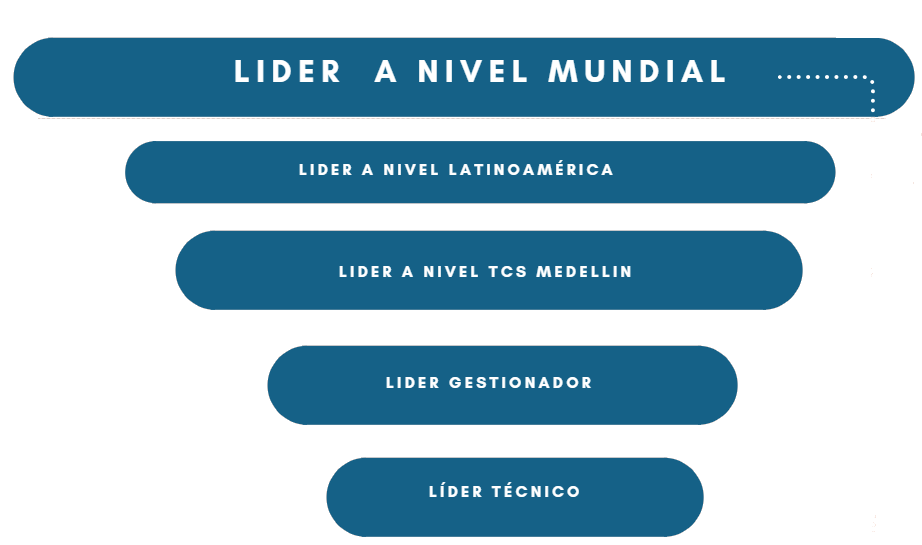 LIDER A NIVEL MUNDIAL
LIDER A NIVEL LATINOAMÉRICA
LIDER A NIVEL TCS MEDELLIN
LIDER GESTIONADOR
LÍDER TÉCNICO